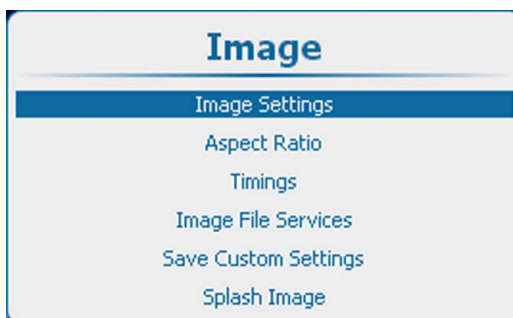 Image
Image Settings
Aspect Ratio
Timings
Image File Services
Save Custom Settings
Splash Image